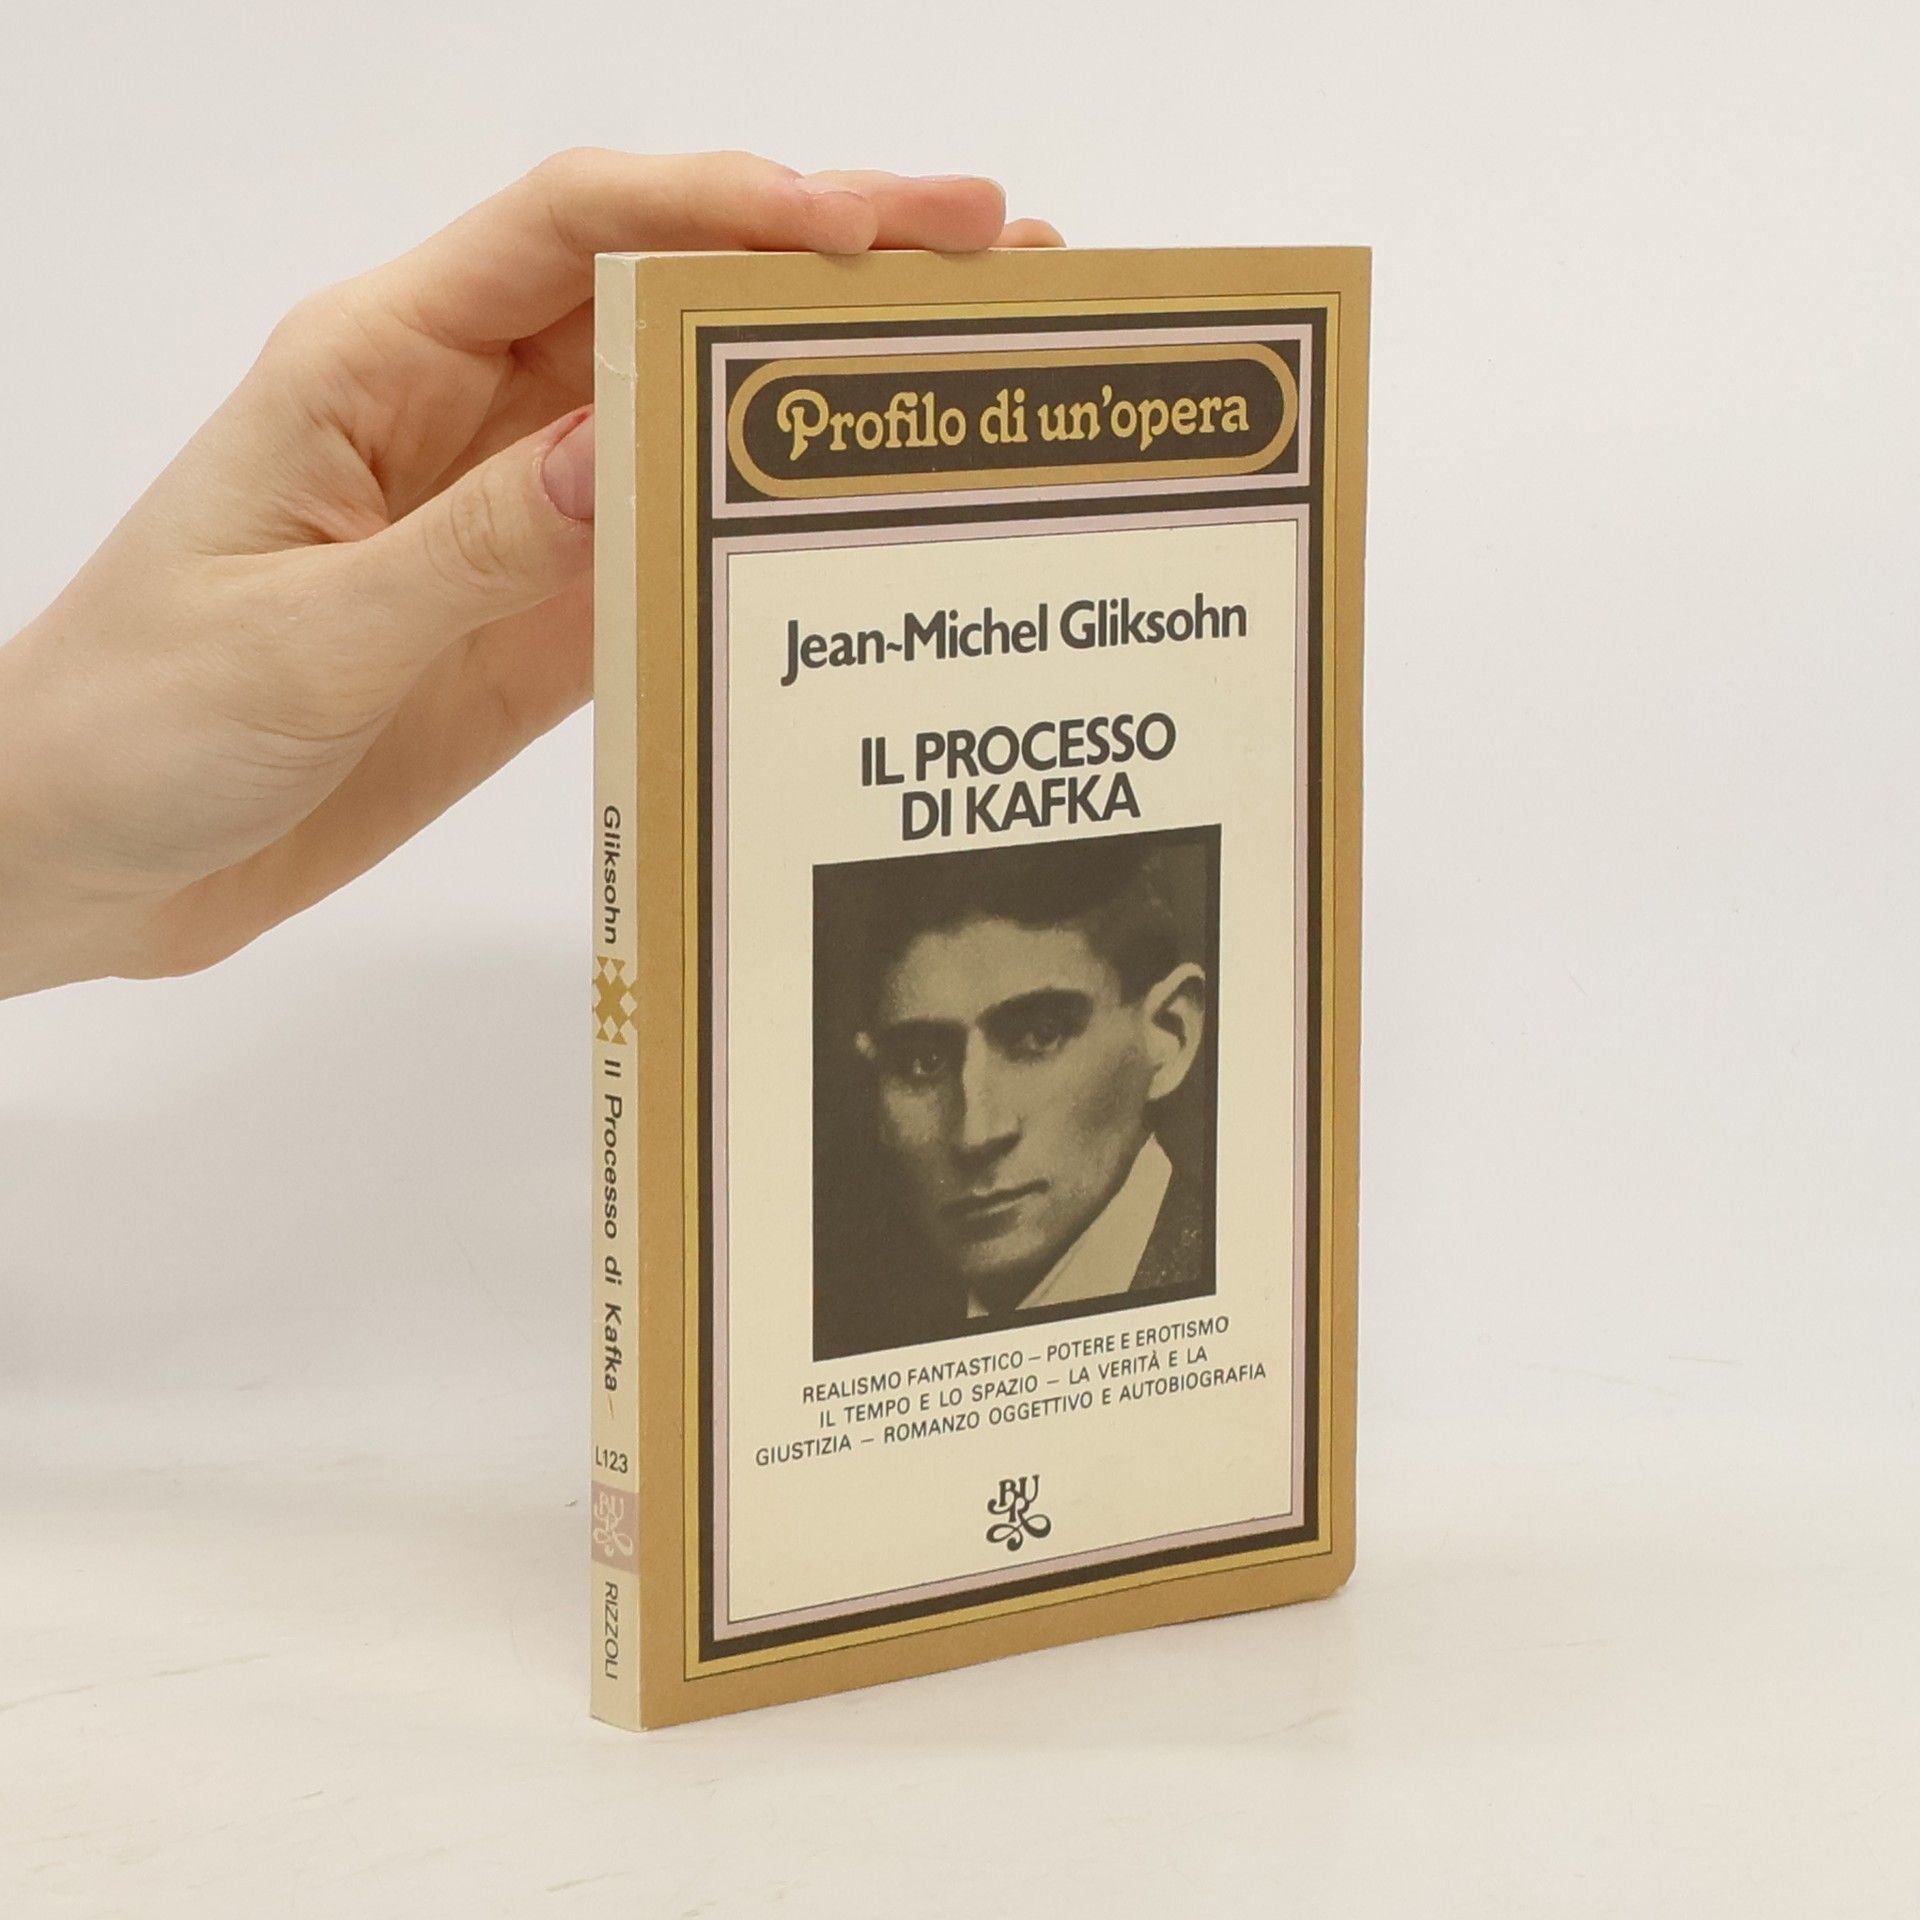 Profilo di un'opera
Jean-Michel Gliksohn
IL PROCESSO
DI KAFKA
REALISMO FANTASTICO – POTERE E EROTISMO
IL TEMPO E LO SPAZIO – LA VERITÀ E LA
GIUSTIZIA – ROMANZO OGGETTIVO E AUTOBIOGRAFIA
BUR
Gliksohn Il Processo di Kafka
L123
BUR
RIZZOLI